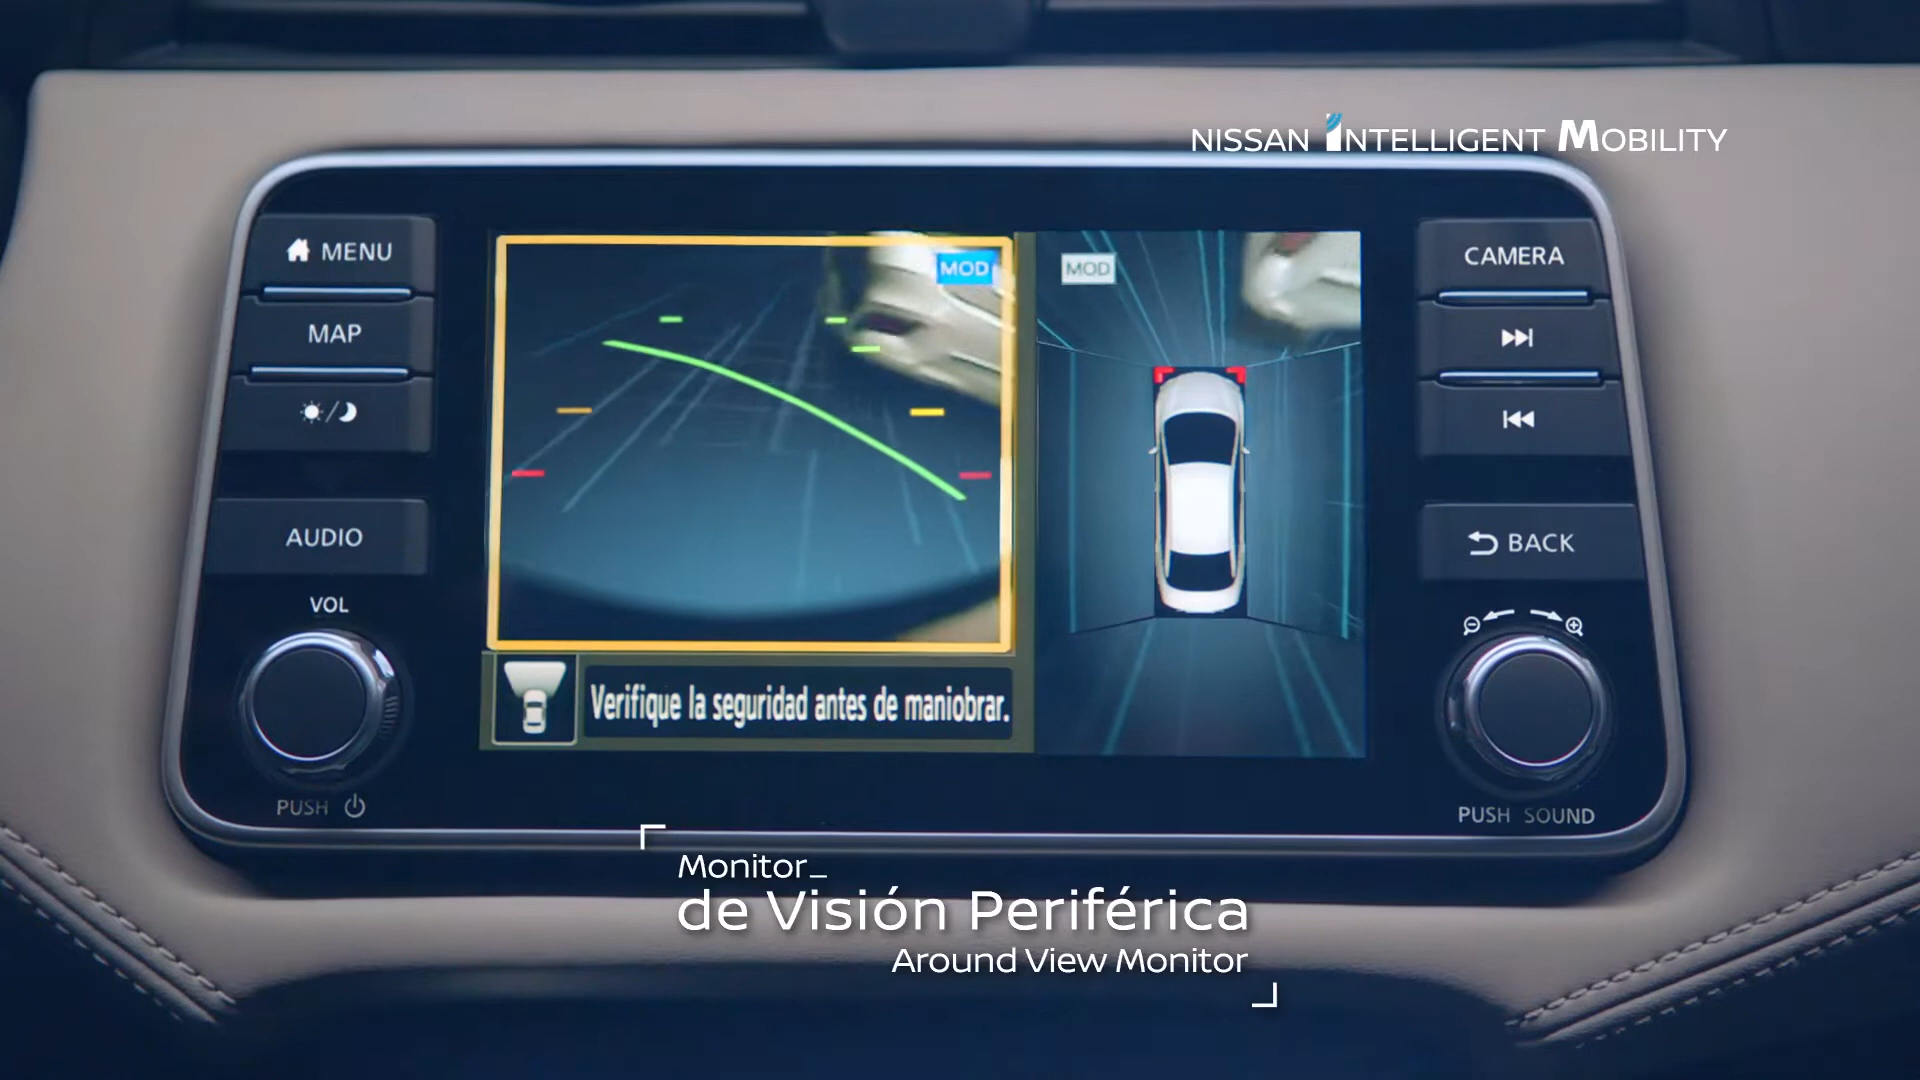 NISSAN INTELLIGENT MOBILITY
MENU
MAP
AUDIO
VOL
PUSH
MOD
MOD
Verifique la seguridad antes de maniobrar.
CAMERA
BACK
PUSH SOUND
Monitor_
de Visión Periférica
Around View Monitor